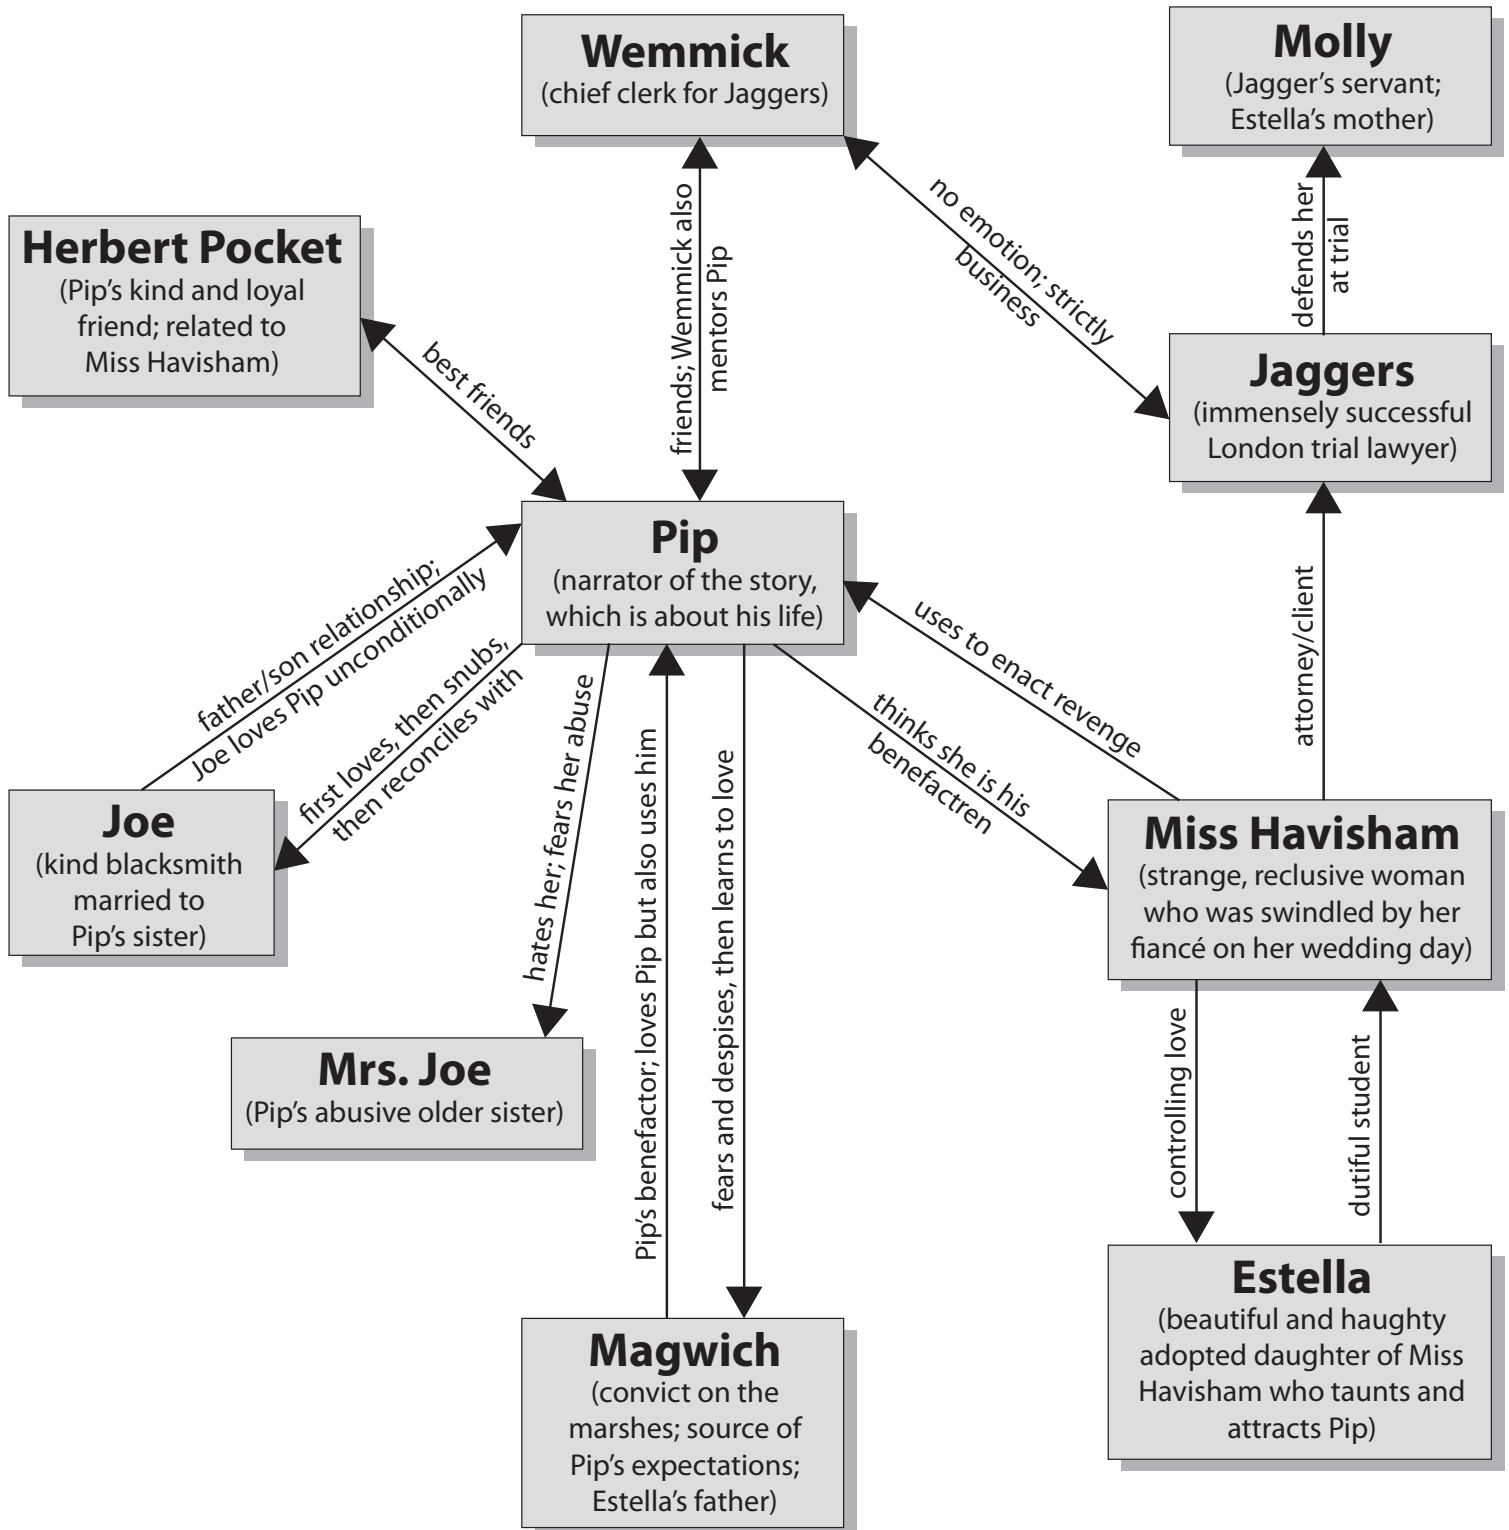 Wemmick
(chief clerk for Jaggers)
Molly
(Jagger’s servant;
Estella’s mother)
Herbert Pocket
(Pip’s kind and loyal
friend; related to
Miss Havisham)
friends; Wemmick also
mentors Pip
no emotion; strictly
business
defends her
at trial
best friends
Jaggers
(immensely successful
London trial lawyer)
Pip
(narrator of the story,
which is about his life)
father/son relationship;
Joe loves Pip unconditionally
first loves, then snubs,
then reconciles with
hates her; fears her abuse
Pip’s benefactor; loves Pip but also uses him
fears and despises, then learns to love
uses to enact revenge
thinks she is his
benefactren
attorney/client
Joe
(kind blacksmith
married to
Pip’s sister)
Miss Havisham
(strange, reclusive woman
who was swindled by her
fiancé on her wedding day)
Mrs. Joe
(Pip’s abusive older sister)
controlling love
dutiful student
Magwich
(convict on the
marshes; source of
Pip’s expectations;
Estella’s father)
Estella
(beautiful and haughty
adopted daughter of Miss
Havisham who taunts and
attracts Pip)